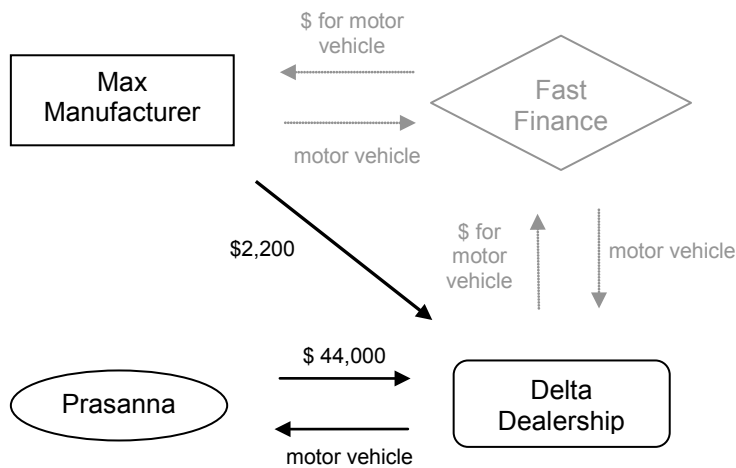 $ for motor
vehicle
Max
Manufacturer
Fast
Finance
motor vehicle
$2,200
$ for
motor
vehicle
motor vehicle
$ 44,000
Prasanna
Delta
Dealership
motor vehicle